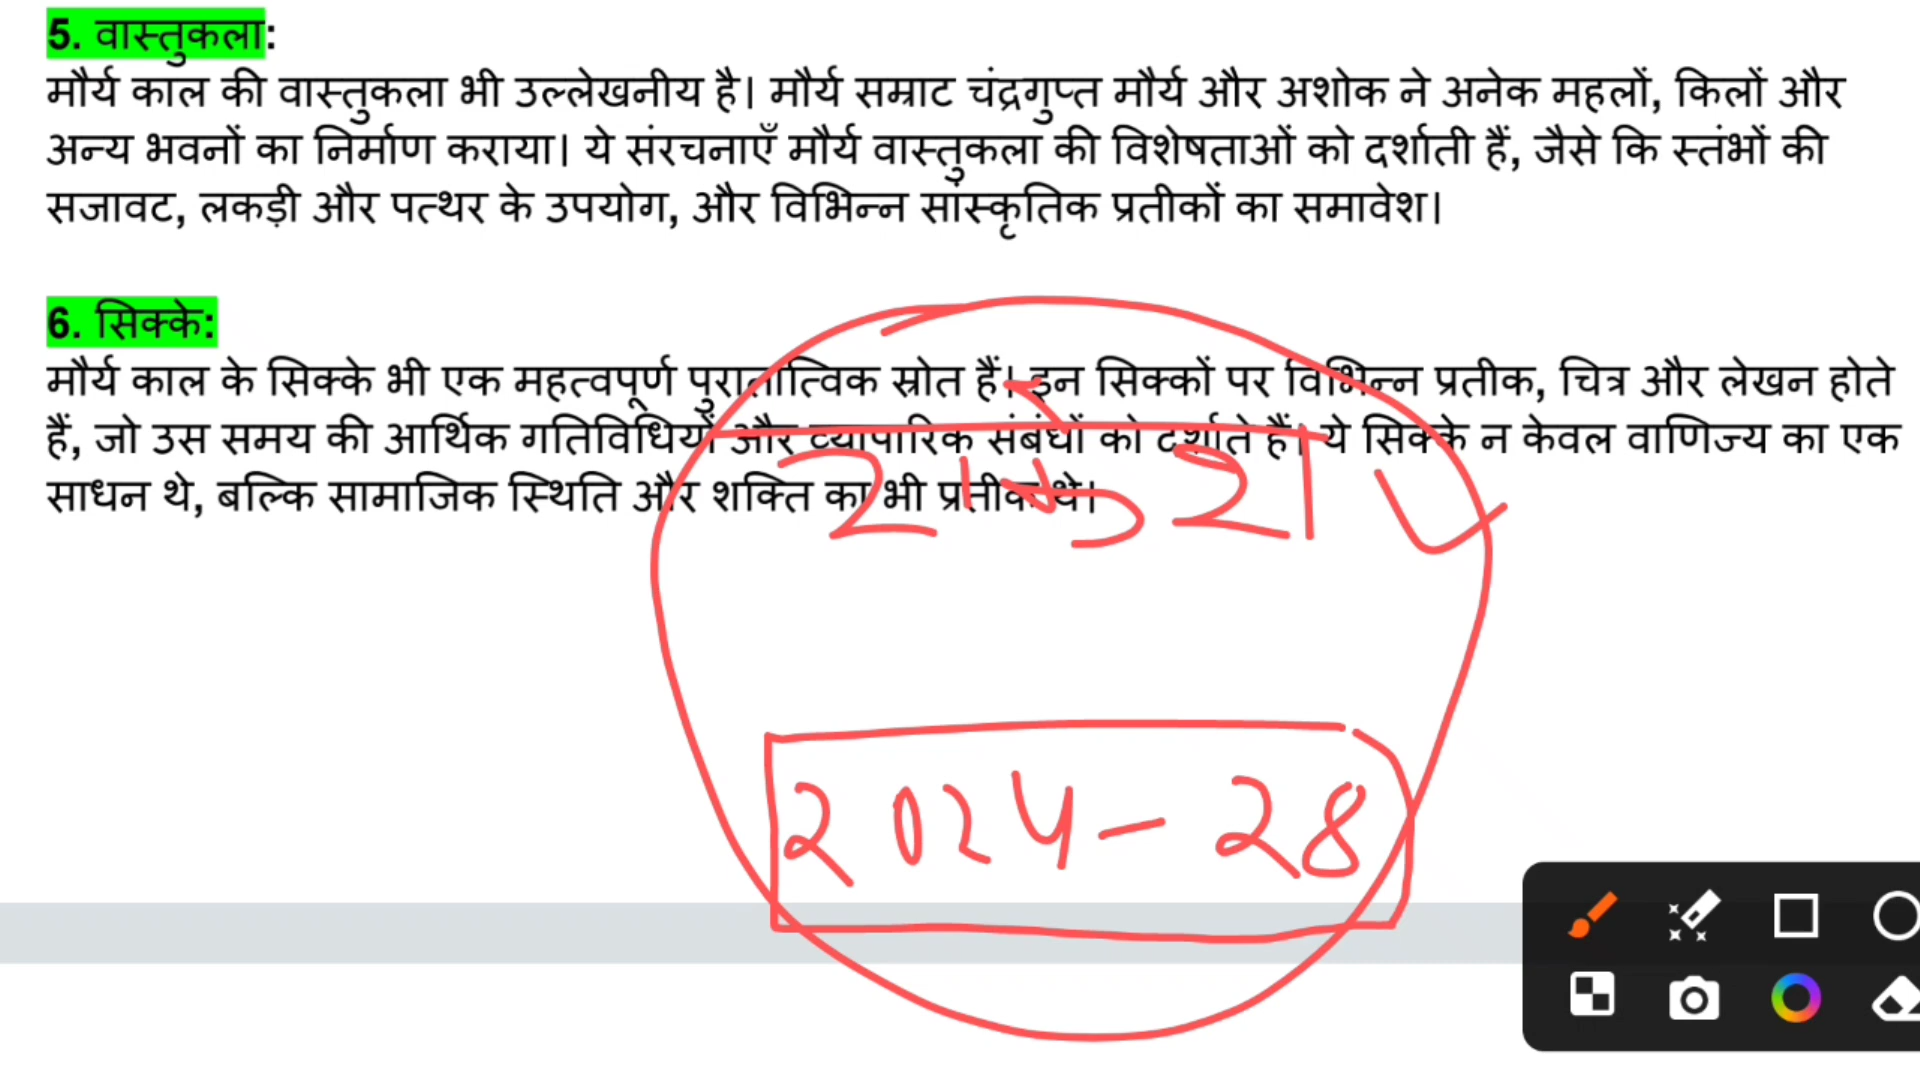 5. वास्तुकला:
मौर्य काल की वास्तुकला भी उल्लेखनीय है। मौर्य सम्राट चंद्रगुप्त मौर्य और अशोक ने अनेक महलों, किलों और
अन्य भवनों का निर्माण कराया। ये संरचनाएँ मौर्य वास्तुकला की विशेषताओं को दर्शाती हैं, जैसे कि स्तंभों की
सजावट, लकड़ी और पत्थर के उपयोग, और विभिन्न सांस्कृतिक प्रतीकों का समावेश।
6. सिक्के:
मौर्य काल के सिक्के भी एक महत्वपूर्ण पुरातात्विक स्रोत हैं। इन सिक्कों पर विभिन्न प्रतीक, चित्र और लेखन होते
हैं, जो उस समय की आर्थिक गतिविधियों और व्यापारिक संबंधों को दर्शाते हैं। ये सिक्के न केवल वाणिज्य का एक
साधन थे, बल्कि सामाजिक स्थिति और शक्ति का भी प्रतीक थे।
2024-28